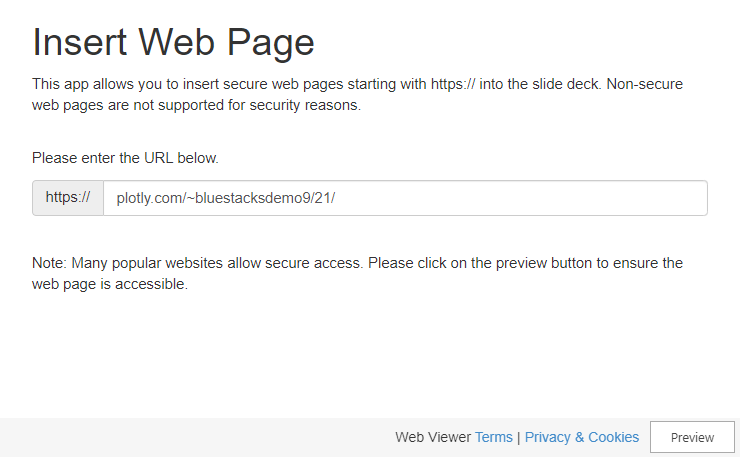 Insert Web Page
This app allows you to insert secure web pages starting with https:// into the slide deck. Non-secure
web pages are not supported for security reasons.
Please enter the URL below.
https:// plotly.com/~bluestacksdemo9/21/
Note: Many popular websites allow secure access. Please click on the preview button to ensure the
web page is accessible.
Web Viewer Terms | Privacy & Cookies Preview